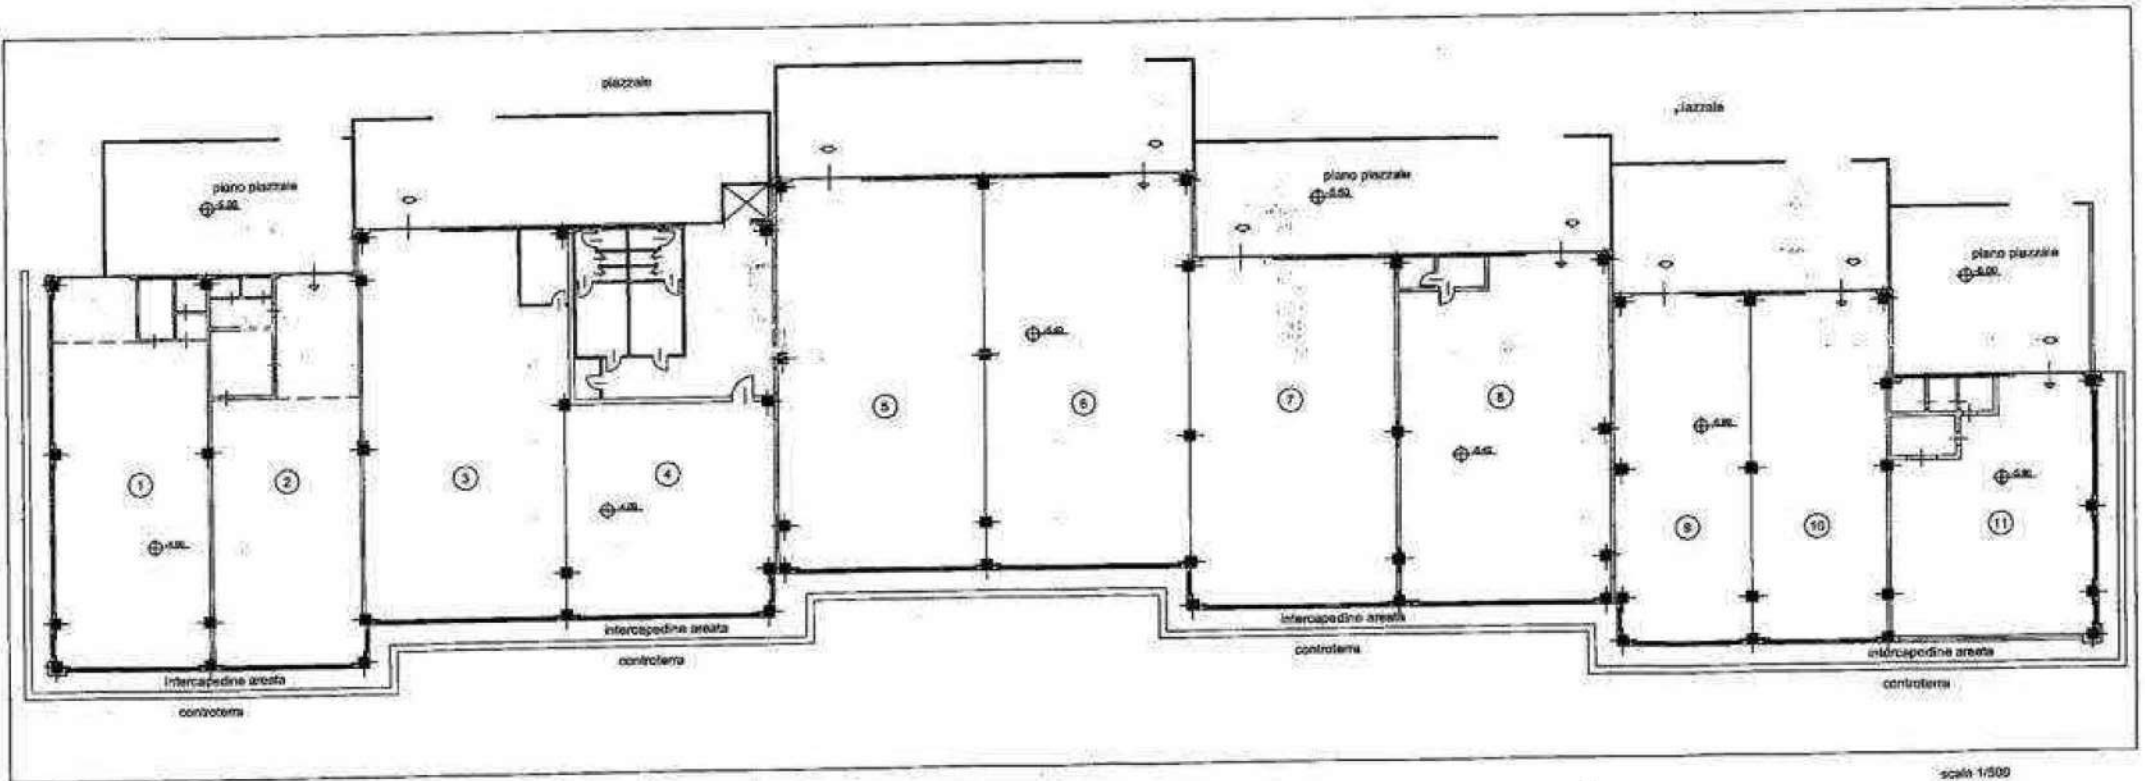 piazzale
iazzale
piano piazzale
piano piazzale
piano piazzale
1
2
3
4
5
6
7
8
9
10
11
intercapedine areata
controterra
intercapedine areata
controterra
intercapedine areata
controterra
intercapedine areata
controterra
scala 1/500